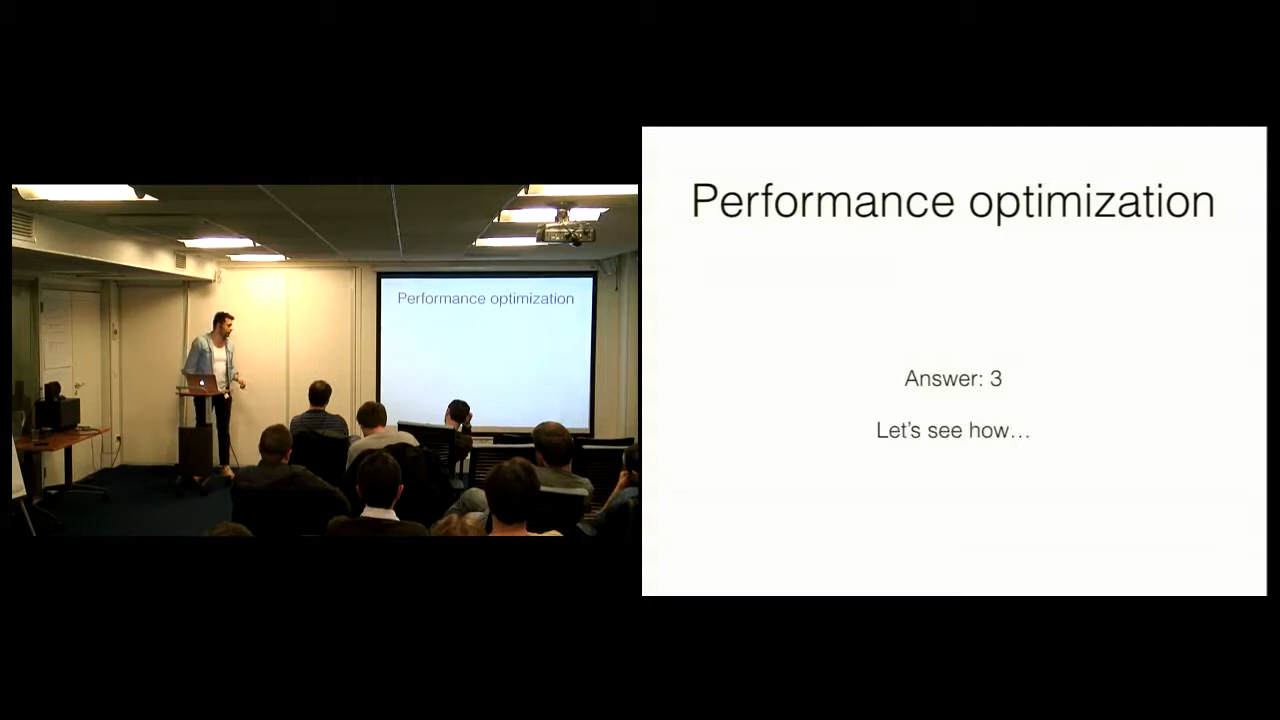 Performance optimization
Performance optimization
Answer: 3
Let's see how…